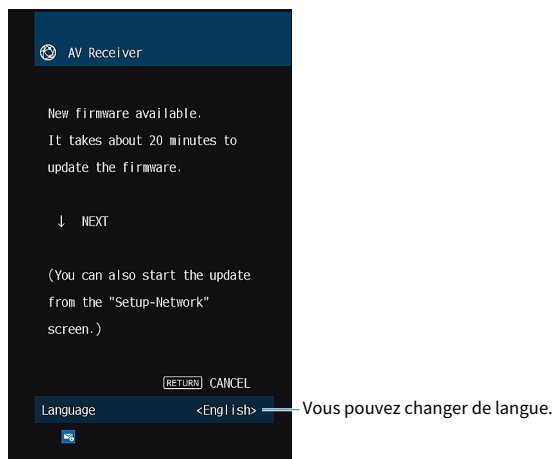 AV Receiver
New firmware available.
It takes about 20 minutes to
update the firmware.
↓ NEXT
(You can also start the update
from the "Setup-Network"
screen.)
RETURN CANCEL
Language <English>
Vous pouvez changer de langue.